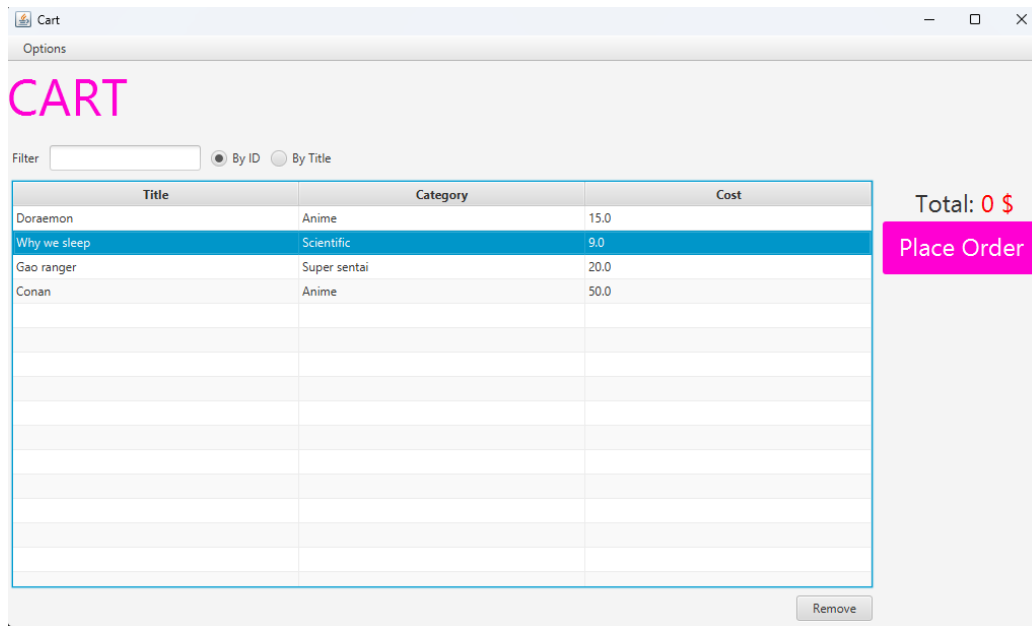 Cart
Options
CART
Filter By ID By Title
Title Category Cost
Doraemon Anime 15.0
Why we sleep Scientific 9.0
Gao ranger Super sentai 20.0
Conan Anime 50.0
Total: 0 $
Place Order
Remove